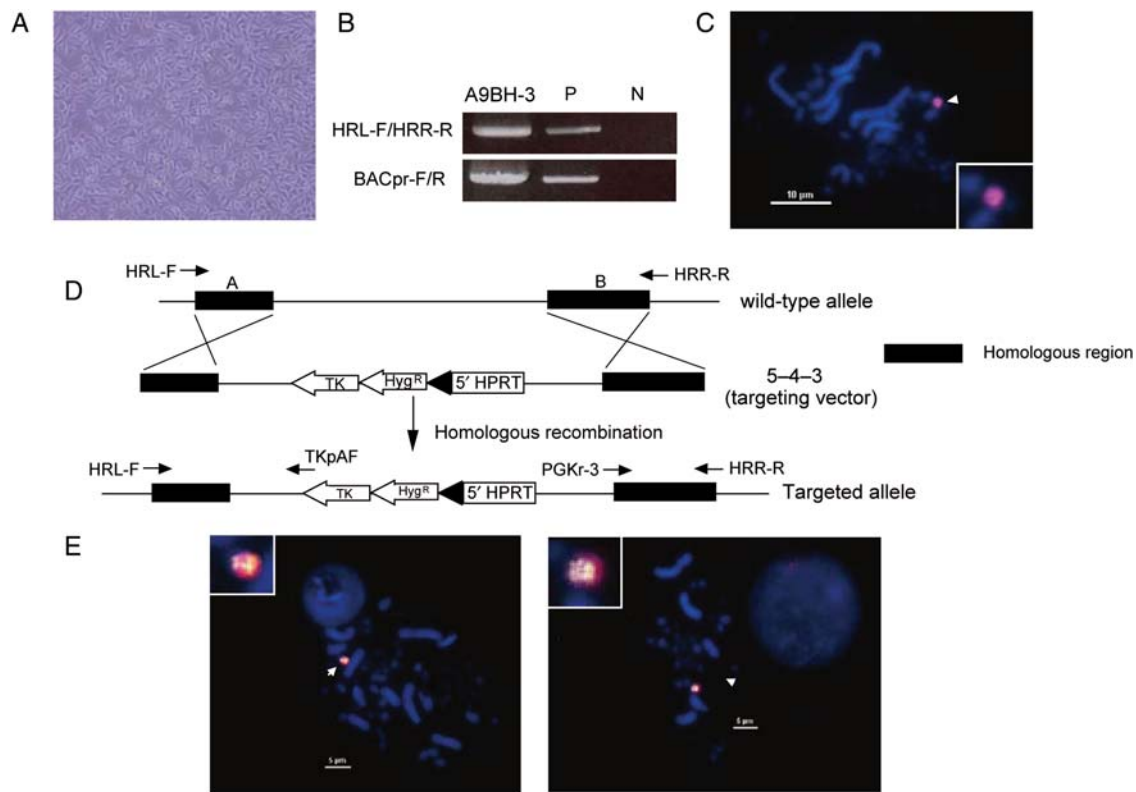 A
B
A9BH-3 P N
HRL-F/HRR-R
BACpr-F/R
C
10 µm
D
HRL-F
A
B
HRR-R
wild-type allele
TK
HygR
5′ HPRT
5–4–3
(targeting vector)
Homologous region
Homologous recombination
HRL-F
TKpAF
PGKr-3
HRR-R
TK
HygR
5′ HPRT
Targeted allele
E
5 µm
5 µm